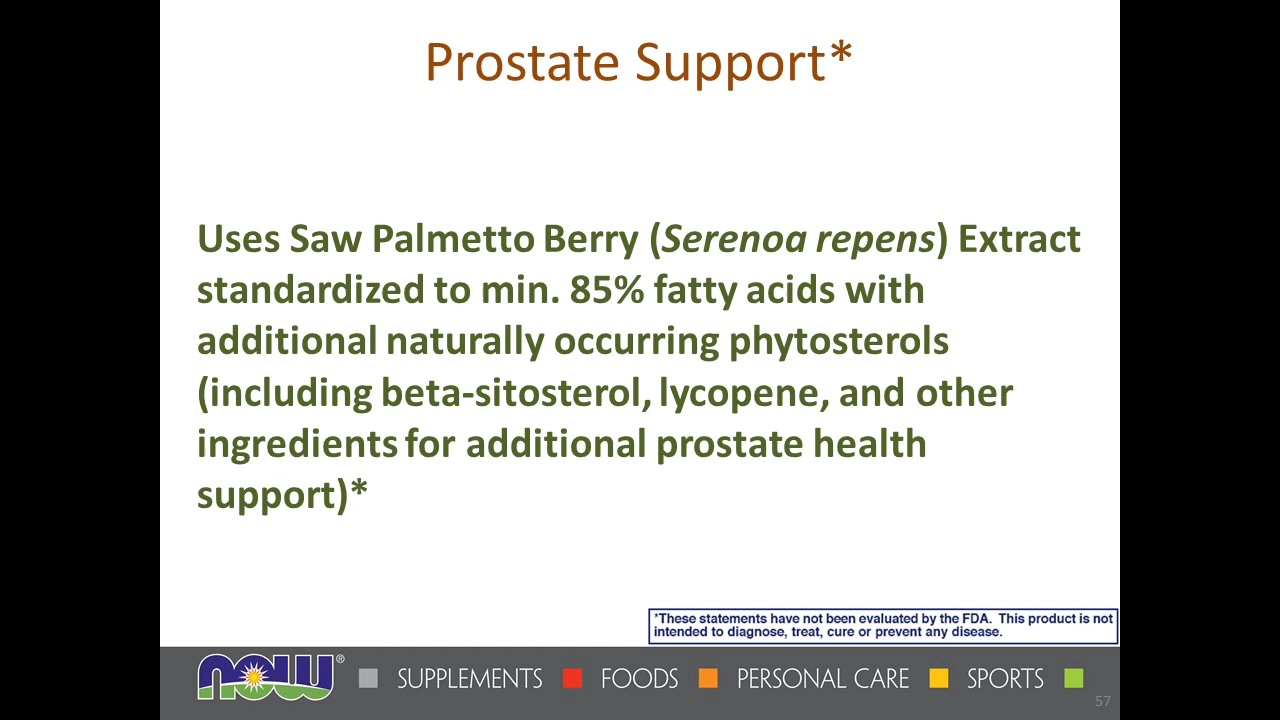 Prostate Support*
Uses Saw Palmetto Berry (Serenoa repens) Extract
standardized to min. 85% fatty acids with
additional naturally occurring phytosterols
(including beta-sitosterol, lycopene, and other
ingredients for additional prostate health
support)*
*These statements have not been evaluated by the FDA. This product is not
intended to diagnose, treat, cure or prevent any disease.
now® SUPPLEMENTS FOODS PERSONAL CARE SPORTS
57